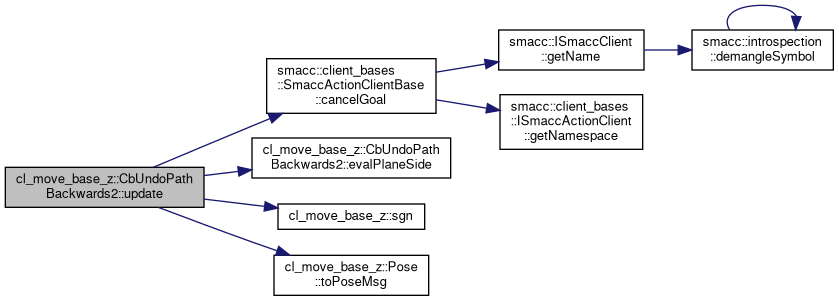 cl_move_base_z::CbUndoPath
Backwards2::update
smacc::client_bases
::SmaccActionClientBase
::cancelGoal
smacc::ISmaccClient
::getName
smacc::introspection
::demangleSymbol
smacc::client_bases
::ISmaccActionClient
::getNamespace
cl_move_base_z::CbUndoPath
Backwards2::evalPlaneSide
cl_move_base_z::sgn
cl_move_base_z::Pose
::toPoseMsg